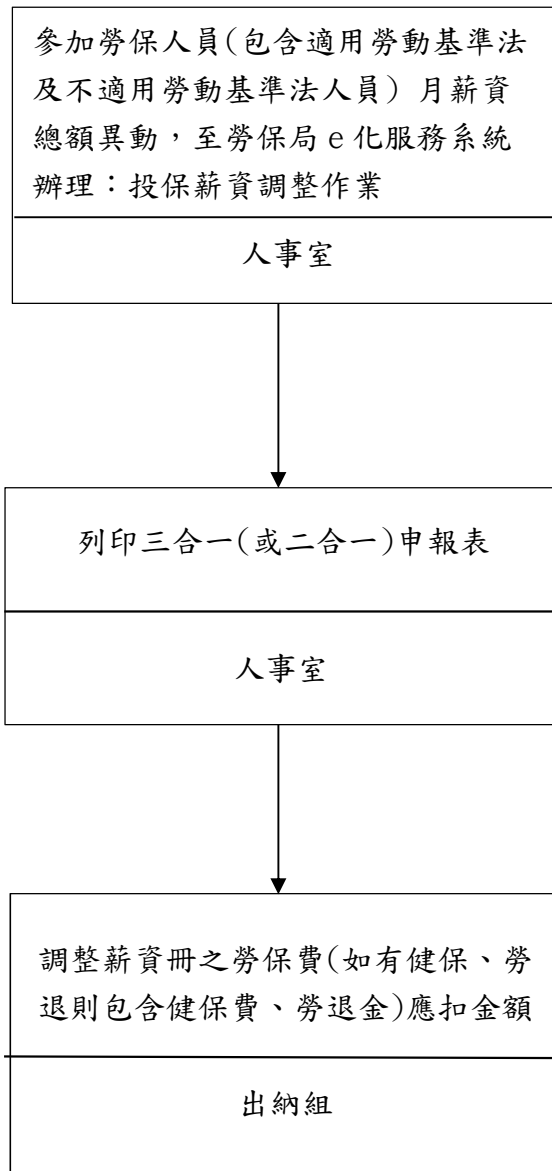 參加勞保人員(包含適用勞動基準法
及不適用勞動基準法人員) 月薪資
總額異動，至勞保局 e 化服務系統
辦理：投保薪資調整作業
人事室
列印三合一(或二合一)申報表
人事室
調整薪資冊之勞保費(如有健保、勞
退則包含健保費、勞退金)應扣金額
出納組